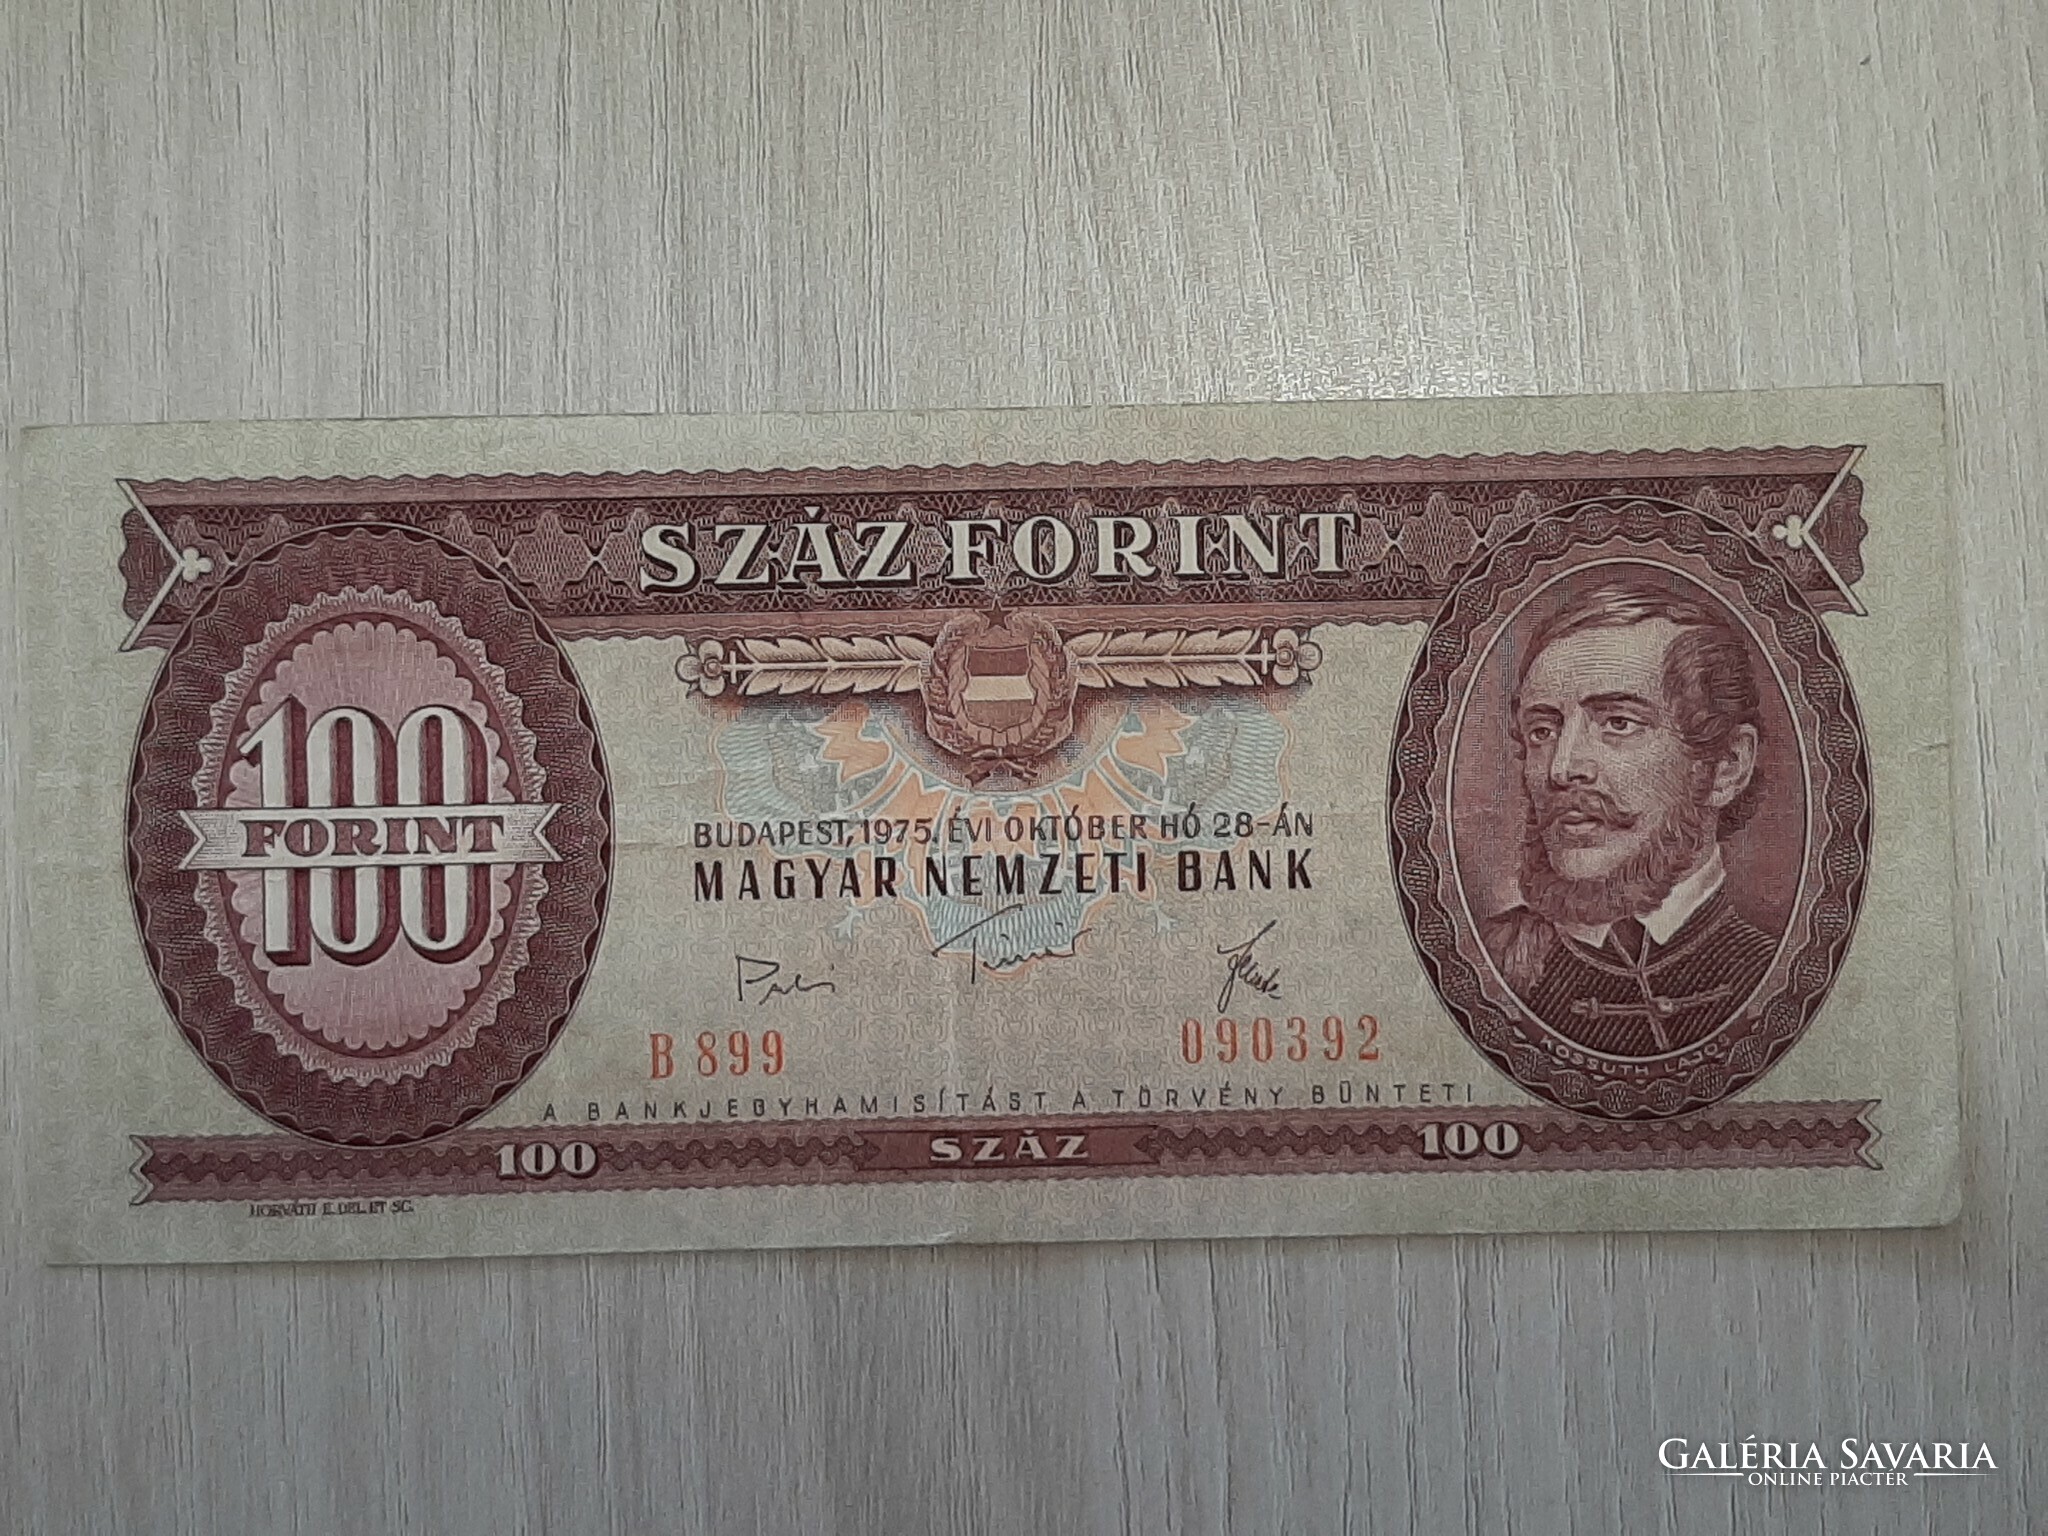 SZÁZ FORINT
100
FORINT
BUDAPEST, 1975. ÉVI OKTÓBER HÓ 28-ÁN
MAGYAR NEMZETI BANK
B 899
090392
KOSSUTH LAJOS
A BANKJEGYHAMISÍTÁST A TÖRVÉNY BÜNTETI
100
SZÁZ
100
HORVÁTH E. DEL. ET SC.
GALÉRIA SAVARIA
ONLINE PIACTÉR